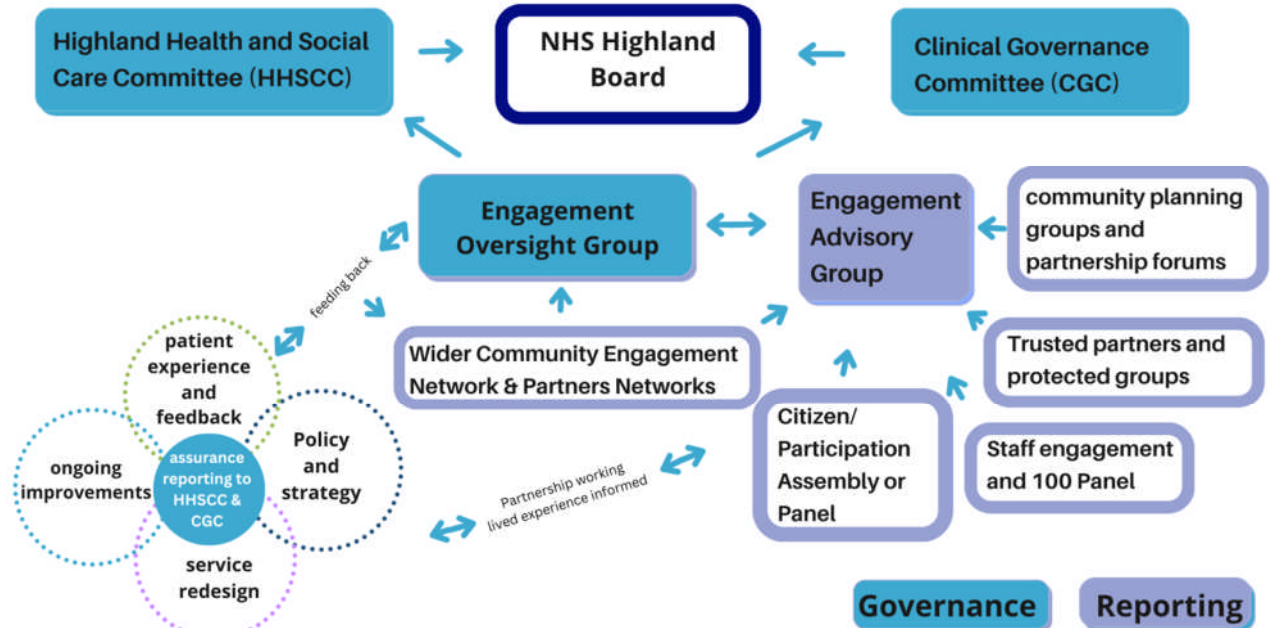 Highland Health and Social
Care Committee (HHSCC)
NHS Highland
Board
Clinical Governance
Committee (CGC)
Engagement
Oversight Group
Engagement
Advisory
Group
community planning
groups and
partnership forums
feeding back
Wider Community Engagement
Network & Partners Networks
Trusted partners and
protected groups
Citizen/
Participation
Assembly or
Panel
Staff engagement
and 100 Panel
patient
experience
and
feedback
ongoing
improvements
assurance
reporting to
HHSCC &
CGC
Policy
and
strategy
service
redesign
Partnership working
lived experience informed
Governance
Reporting